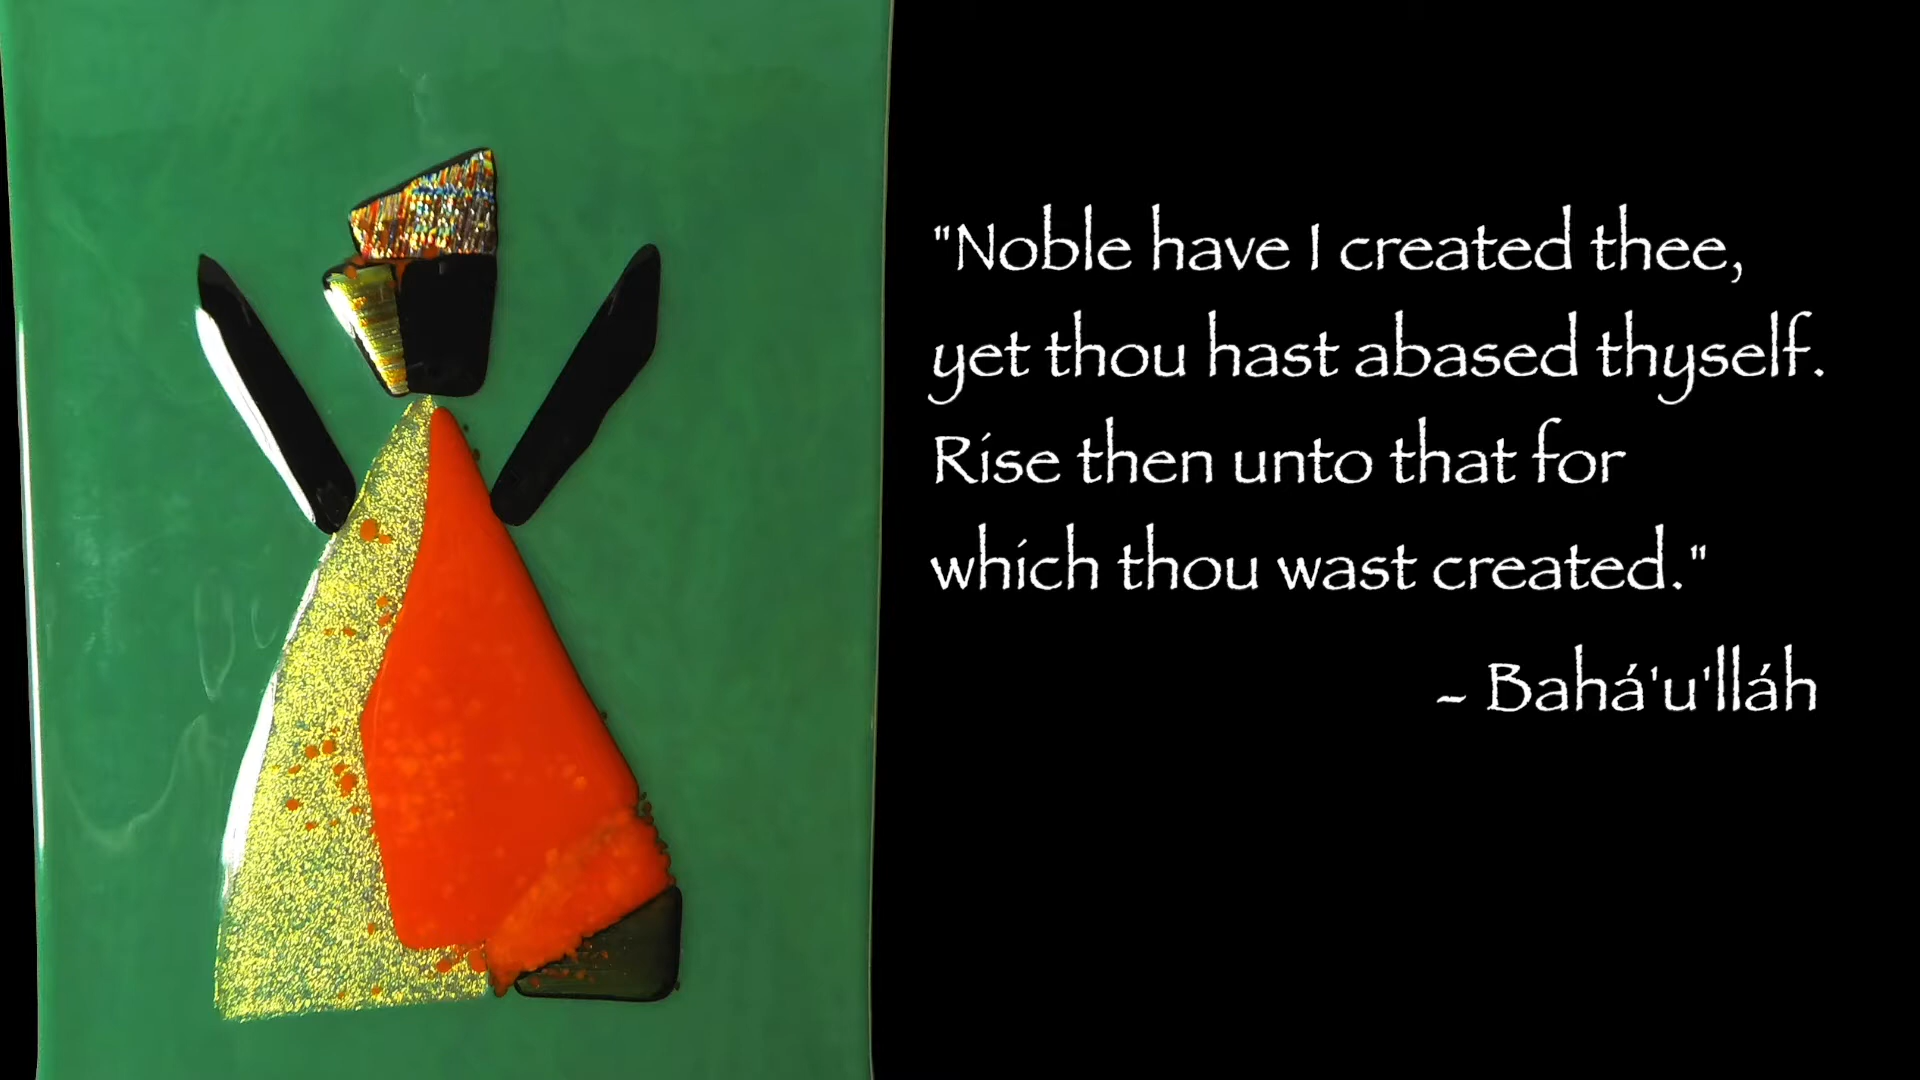 "Noble have I created thee,
yet thou hast abased thyself.
Rise then unto that for
which thou wast created."
- Bahá'u'lláh